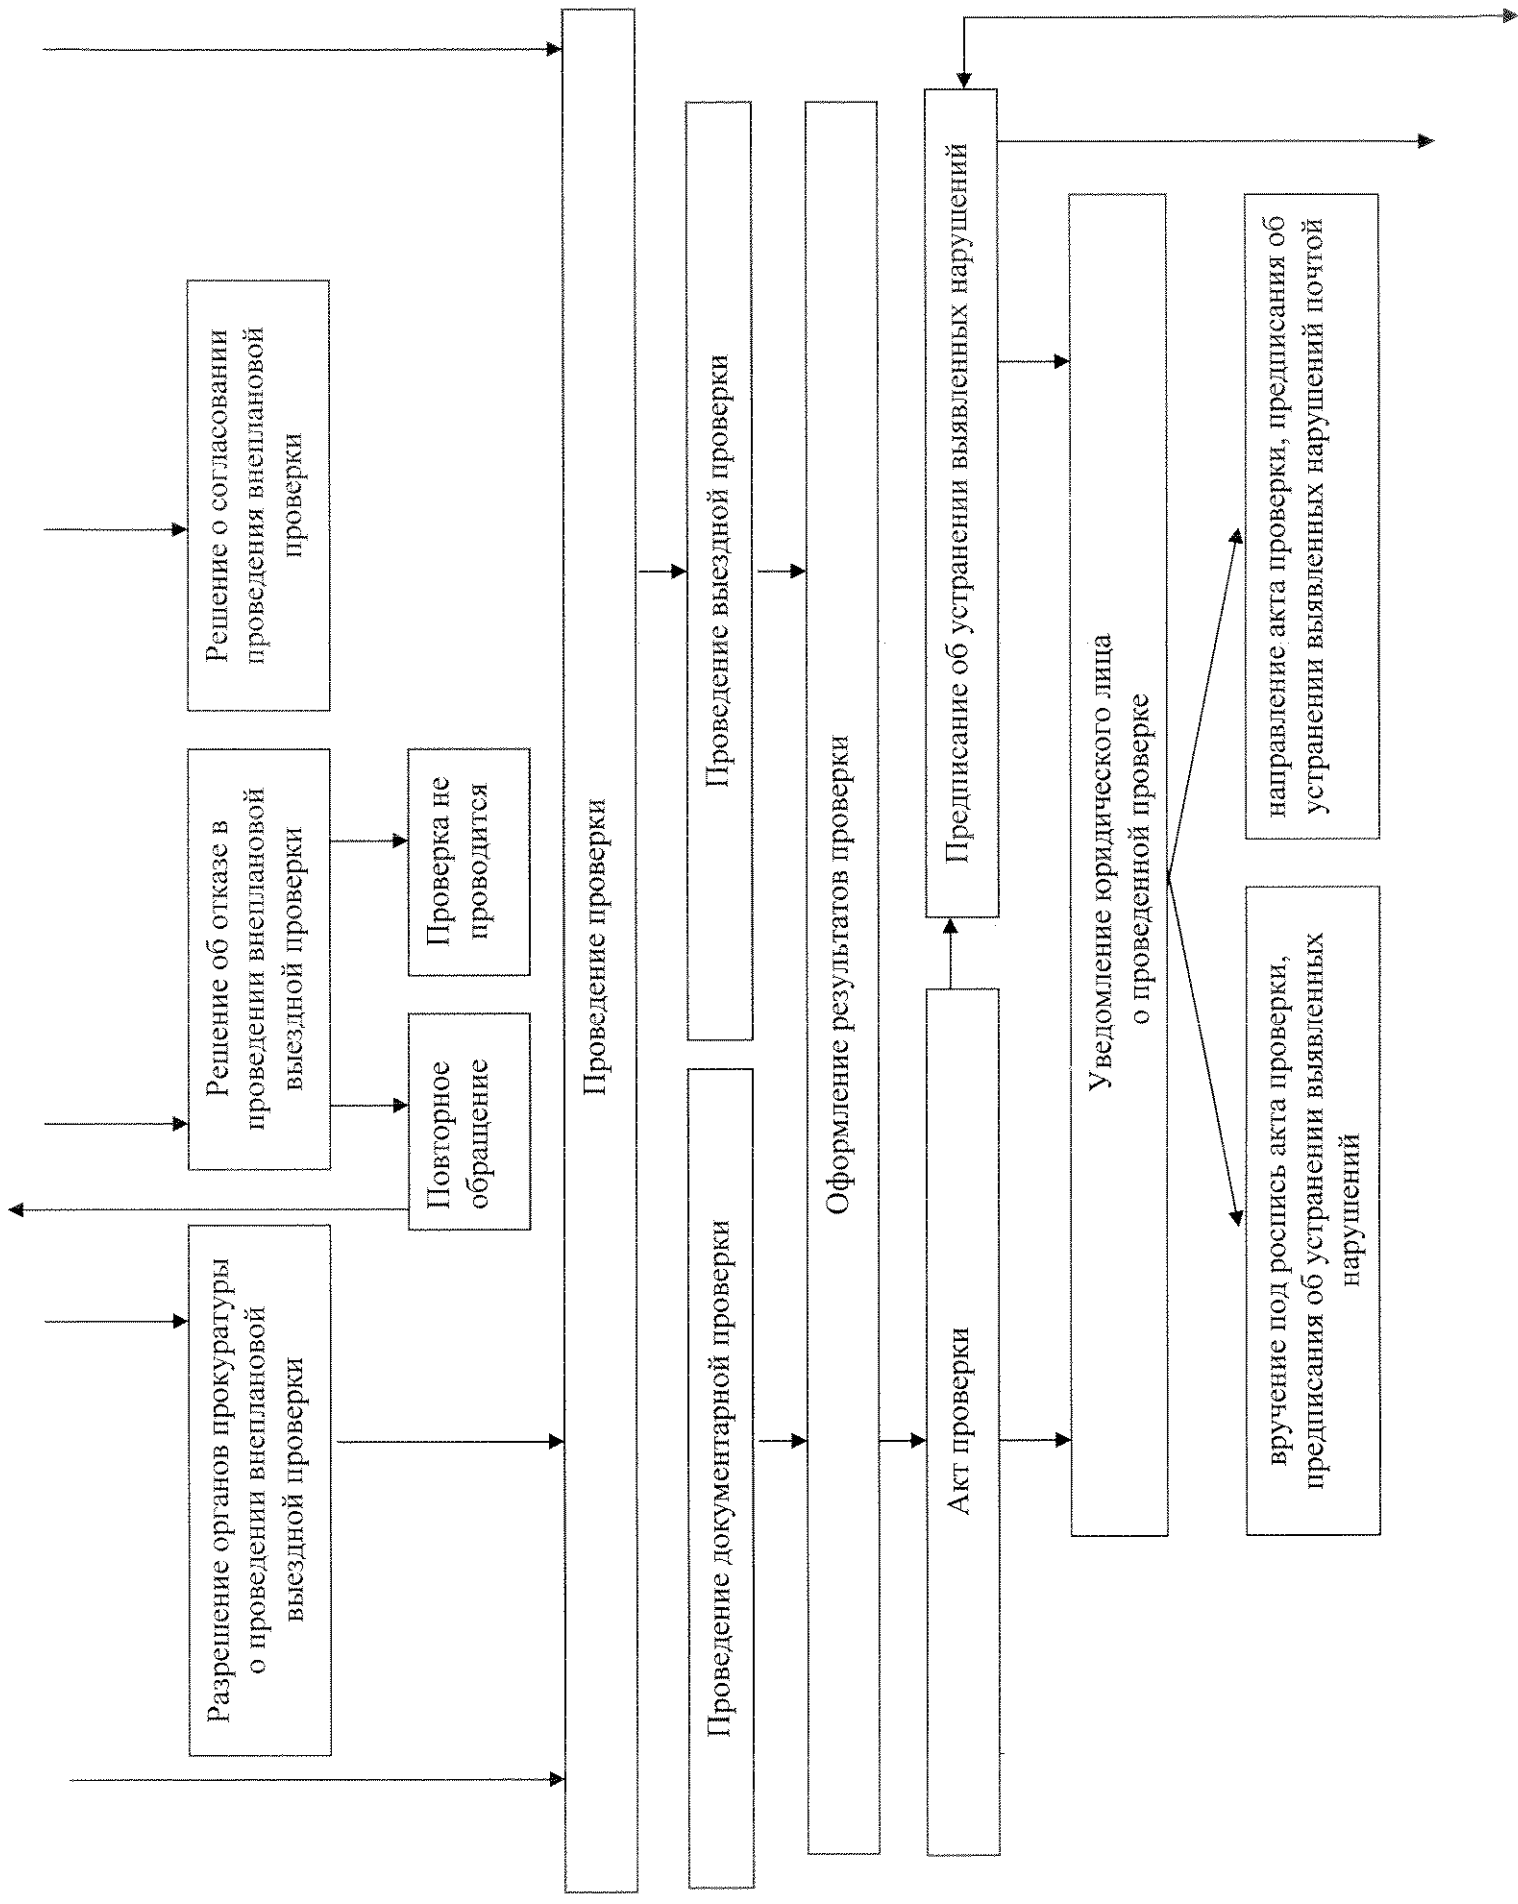 Разрешение органов прокуратуры
о проведении внеплановой
выездной проверки
Решение об отказе в
проведении внеплановой
выездной проверки
Решение о согласовании
проведения внеплановой
проверки
Повторное
обращение
Проверка не
проводится
Проведение проверки
Проведение документарной проверки
Проведение выездной проверки
Оформление результатов проверки
Акт проверки
Предписание об устранении выявленных нарушений
Уведомление юридического лица
о проведенной проверке
вручение под роспись акта проверки,
предписания об устранении выявленных
нарушений
направление акта проверки, предписания об
устранении выявленных нарушений почтой